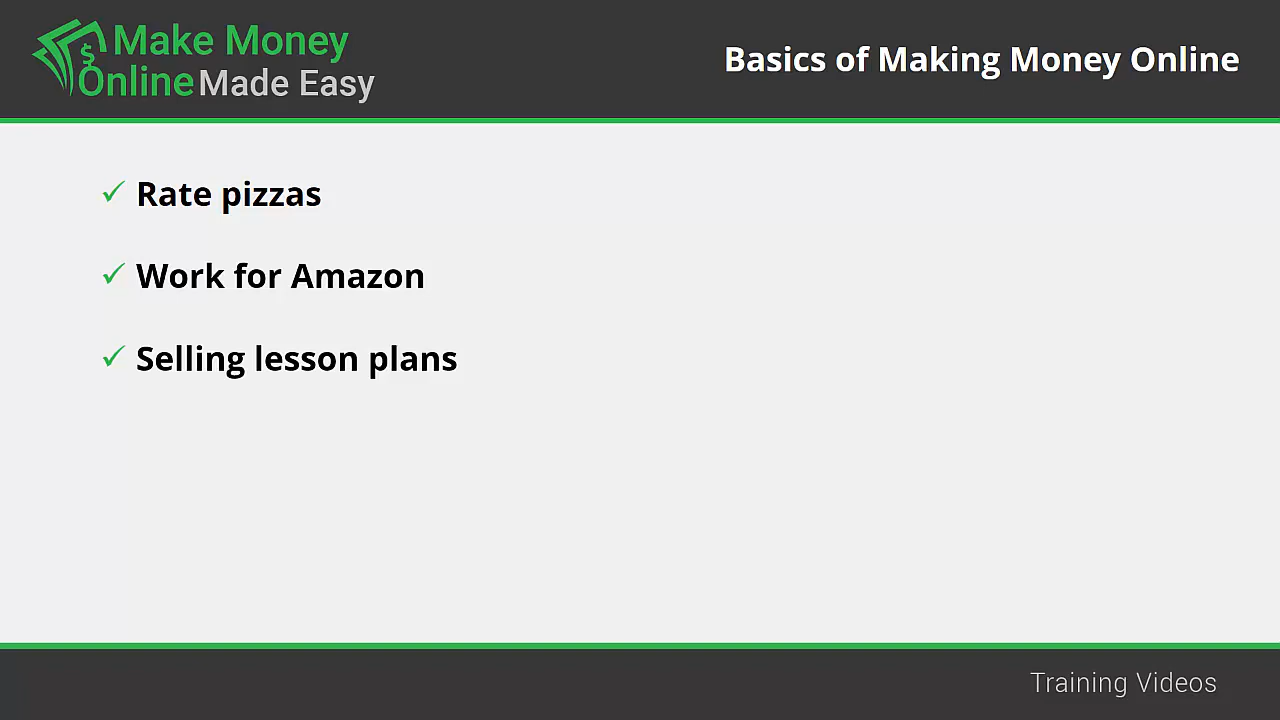 Make Money
Online Made Easy
Basics of Making Money Online
Rate pizzas
Work for Amazon
Selling lesson plans
Training Videos